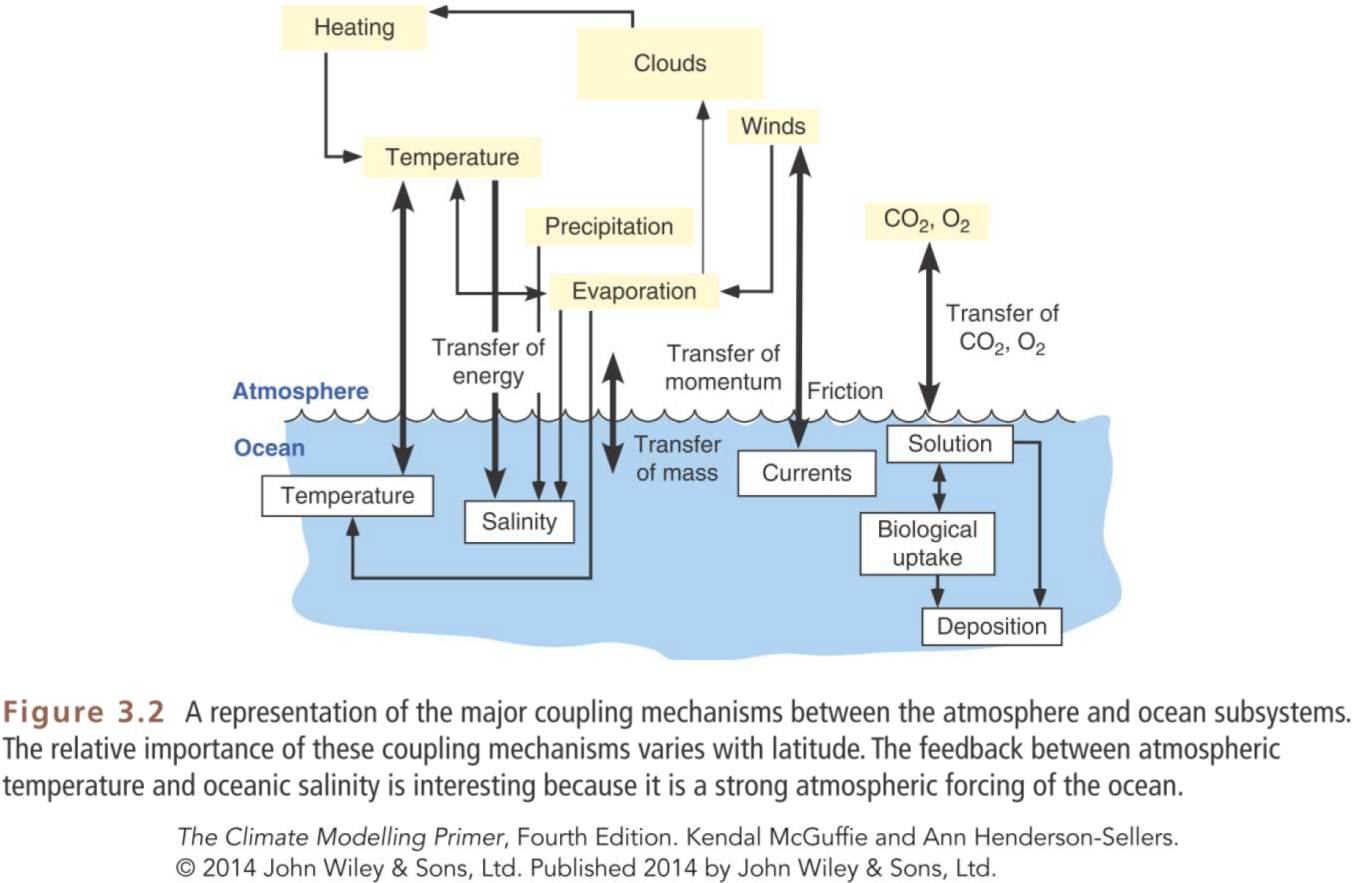 Heating
Clouds
Winds
Temperature
Precipitation
CO₂, O₂
Evaporation
Transfer of
energy
Transfer of
momentum
Transfer of
CO₂, O₂
Friction
Atmosphere
Ocean
Transfer
of mass
Temperature
Salinity
Currents
Solution
Biological
uptake
Deposition
Figure 3.2 A representation of the major coupling mechanisms between the atmosphere and ocean subsystems.
The relative importance of these coupling mechanisms varies with latitude. The feedback between atmospheric
temperature and oceanic salinity is interesting because it is a strong atmospheric forcing of the ocean.
The Climate Modelling Primer, Fourth Edition. Kendal McGuffie and Ann Henderson-Sellers.
© 2014 John Wiley & Sons, Ltd. Published 2014 by John Wiley & Sons, Ltd.